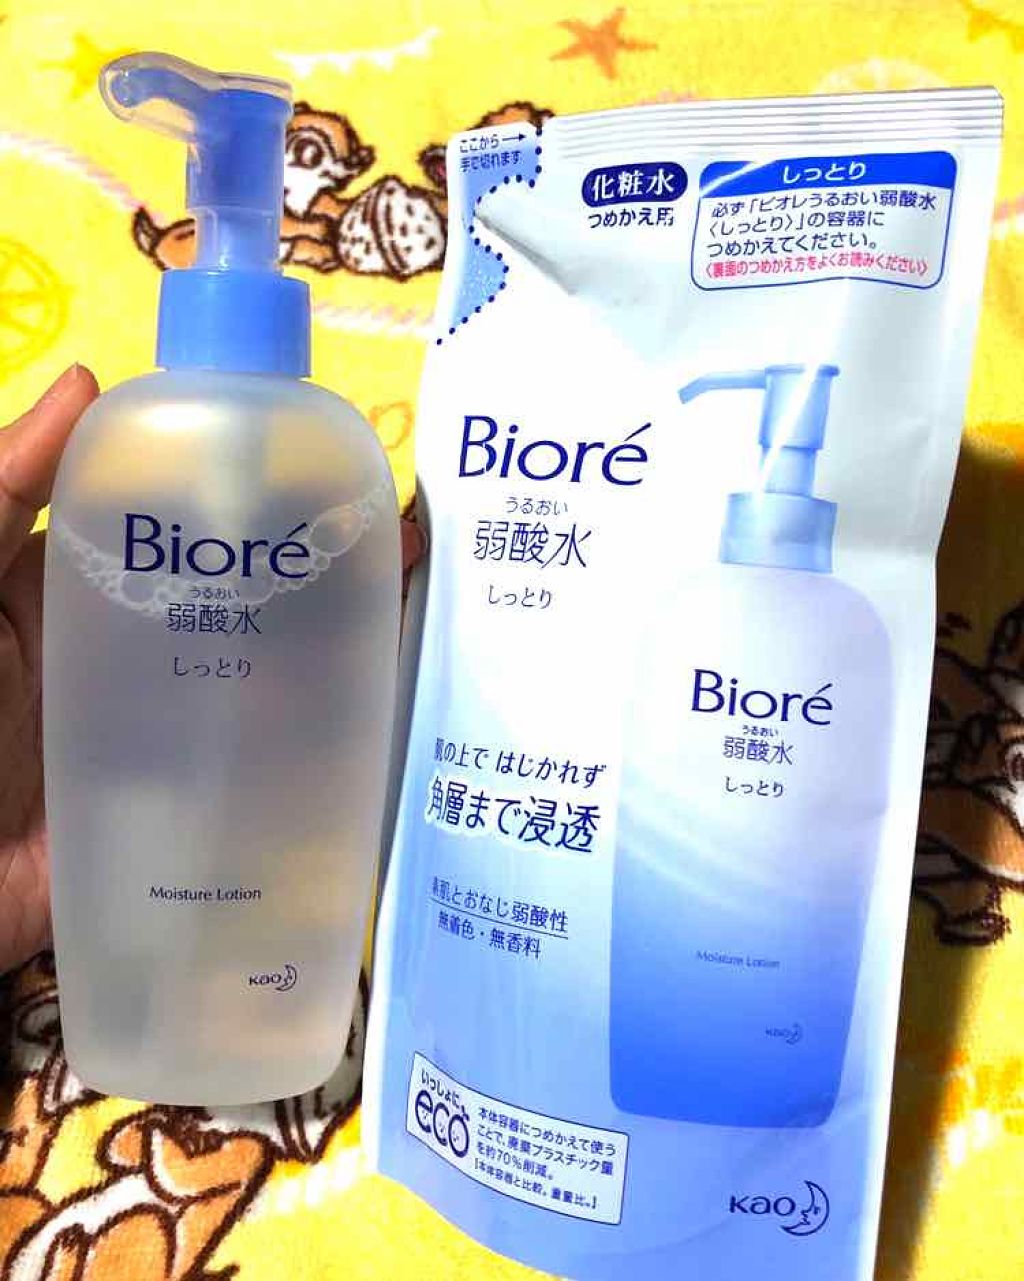 Bioré
うるおい
弱酸水
しっとり
Moisture Lotion
Kao
ここから→
手で切れます
化粧水
つめかえ用
しっとり
必ず「ビオレうるおい弱酸水
〈しっとり〉」の容器に
つめかえてください。
〈裏面のつめかえ方をよくお読みください〉
Bioré
うるおい
弱酸水
しっとり
肌の上で はじかれず
角層まで浸透
素肌とおなじ弱酸性
無着色・無香料
Bioré
うるおい
弱酸水
しっとり
Moisture Lotion
Kao
いっしょに
eco
本体容器につめかえて使う
ことで、廃棄プラスチック量
を約70%削減。
[本体容器と比較。重量比。]
Kao